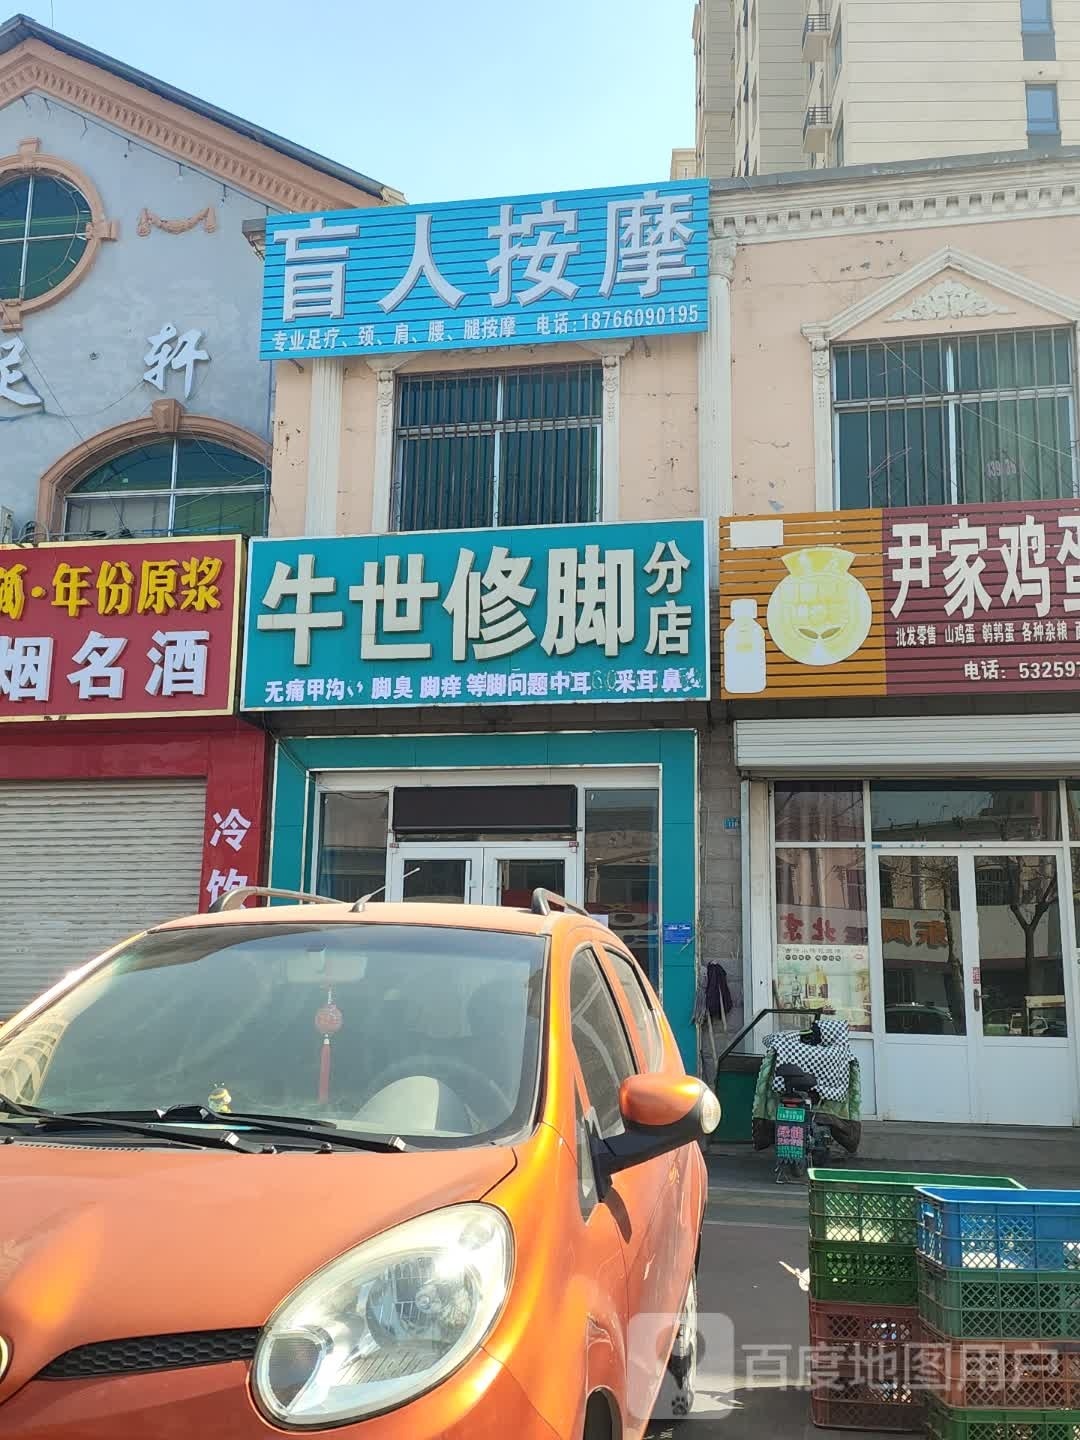 盲人按摩
专业足疗、颈、肩、腰、腿按摩 电话:18766090195
足轩
·年份原浆
烟名酒
冷饮
牛世修脚分店
无痛甲沟 脚臭 脚痒 等脚问题中耳 采耳鼻
尹家鸡蛋
批发零售 山鸡蛋 鹌鹑蛋 各种杂粮
电话: 53259
百度地图用户